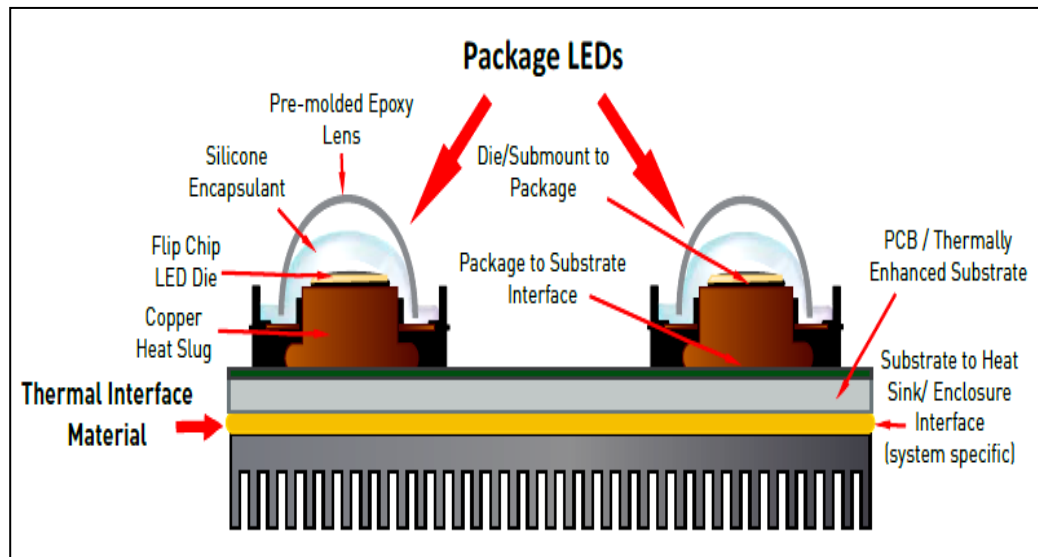 Package LEDs
Pre-molded Epoxy
Lens
Silicone
Encapsulant
Die/Submount to
Package
Flip Chip
LED Die
Package to Substrate
Interface
PCB / Thermally
Enhanced Substrate
Copper
Heat Slug
Thermal Interface
Material
Substrate to Heat
Sink/ Enclosure
Interface
(system specific)